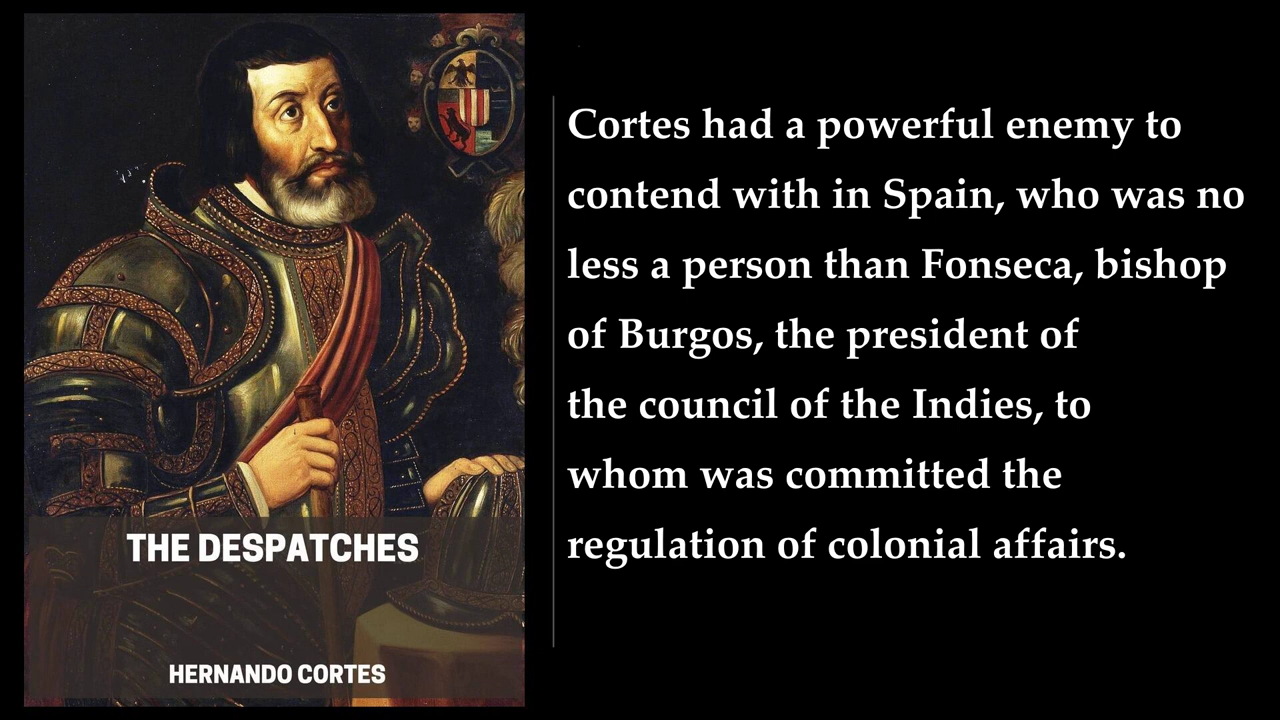 THE DESPATCHES
HERNANDO CORTES
Cortes had a powerful enemy to
contend with in Spain, who was no
less a person than Fonseca, bishop
of Burgos, the president of
the council of the Indies, to
whom was committed the
regulation of colonial affairs.